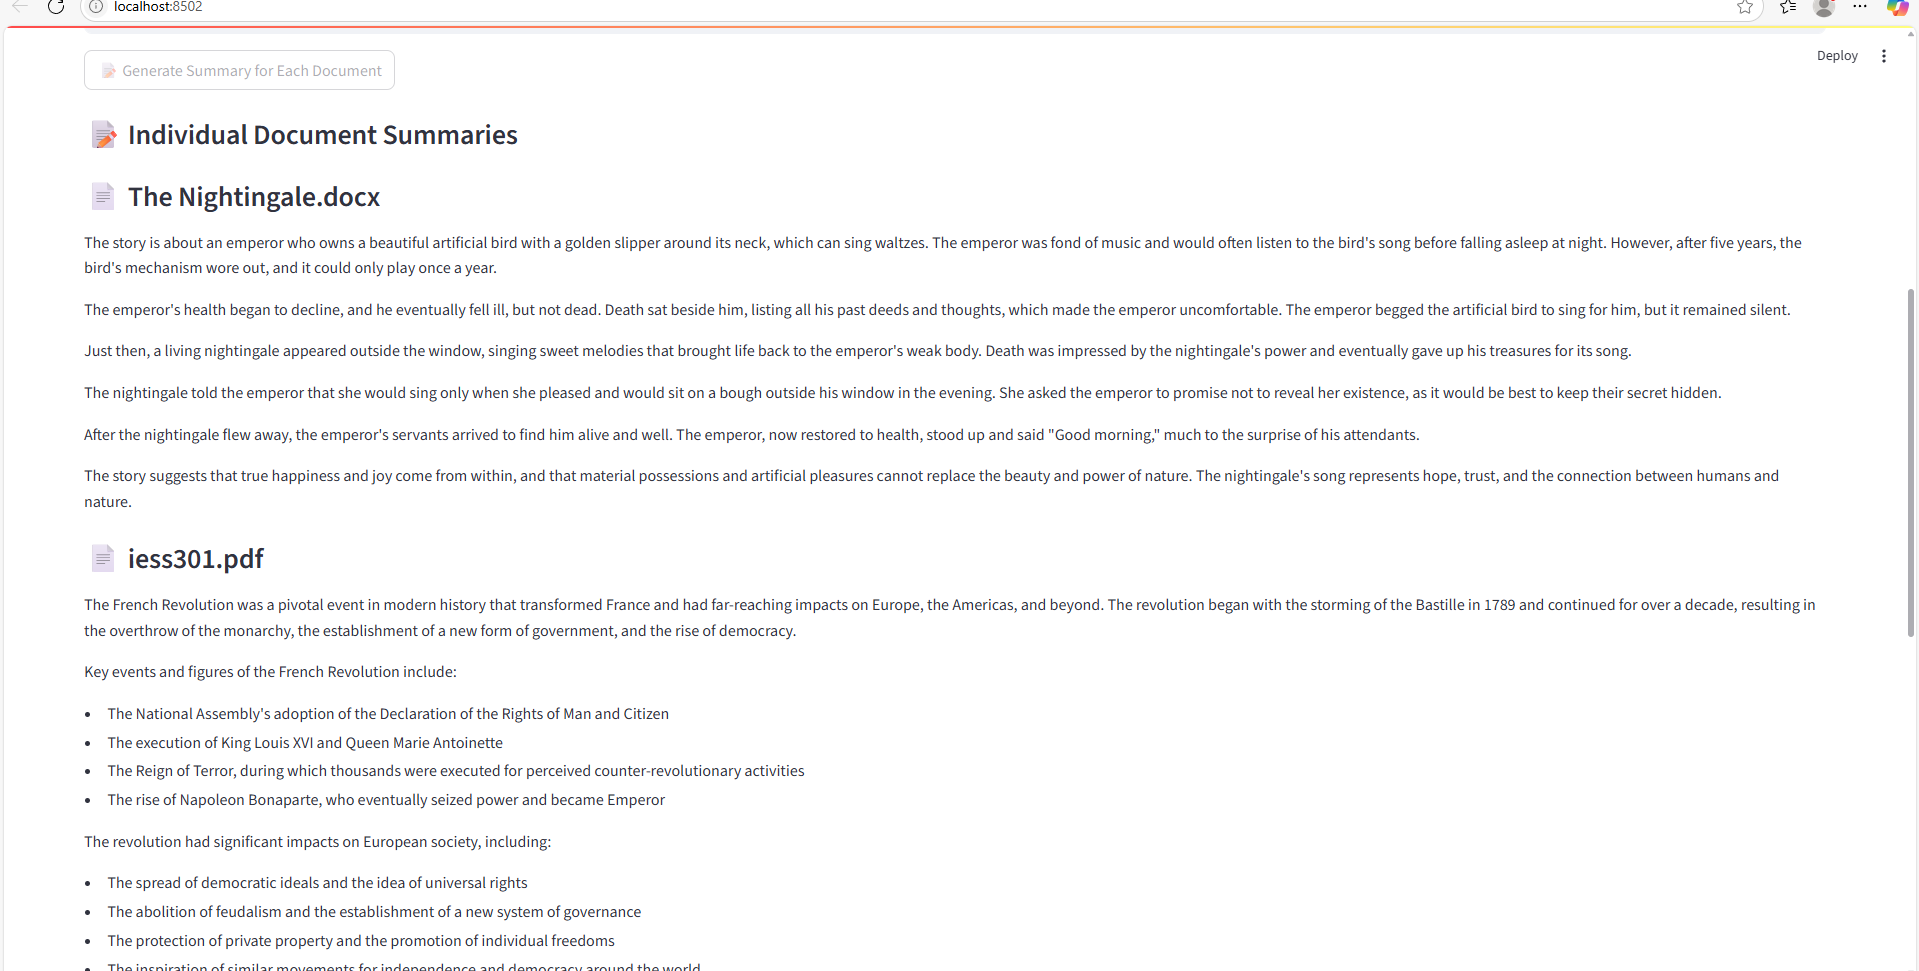 localhost:8502
Deploy
Generate Summary for Each Document
Individual Document Summaries
The Nightingale.docx
The story is about an emperor who owns a beautiful artificial bird with a golden slipper around its neck, which can sing waltzes. The emperor was fond of music and would often listen to the bird's song before falling asleep at night. However, after five years, the
bird's mechanism wore out, and it could only play once a year.
The emperor's health began to decline, and he eventually fell ill, but not dead. Death sat beside him, listing all his past deeds and thoughts, which made the emperor uncomfortable. The emperor begged the artificial bird to sing for him, but it remained silent.
Just then, a living nightingale appeared outside the window, singing sweet melodies that brought life back to the emperor's weak body. Death was impressed by the nightingale's power and eventually gave up his treasures for its song.
The nightingale told the emperor that she would sing only when she pleased and would sit on a bough outside his window in the evening. She asked the emperor to promise not to reveal her existence, as it would be best to keep their secret hidden.
After the nightingale flew away, the emperor's servants arrived to find him alive and well. The emperor, now restored to health, stood up and said "Good morning," much to the surprise of his attendants.
The story suggests that true happiness and joy come from within, and that material possessions and artificial pleasures cannot replace the beauty and power of nature. The nightingale's song represents hope, trust, and the connection between humans and
nature.
iess301.pdf
The French Revolution was a pivotal event in modern history that transformed France and had far-reaching impacts on Europe, the Americas, and beyond. The revolution began with the storming of the Bastille in 1789 and continued for over a decade, resulting in
the overthrow of the monarchy, the establishment of a new form of government, and the rise of democracy.
Key events and figures of the French Revolution include:
• The National Assembly's adoption of the Declaration of the Rights of Man and Citizen
• The execution of King Louis XVI and Queen Marie Antoinette
• The Reign of Terror, during which thousands were executed for perceived counter-revolutionary activities
• The rise of Napoleon Bonaparte, who eventually seized power and became Emperor
The revolution had significant impacts on European society, including:
• The spread of democratic ideals and the idea of universal rights
• The abolition of feudalism and the establishment of a new system of governance
• The protection of private property and the promotion of individual freedoms
• The inspiration of similar movements for independence and democracy around the world